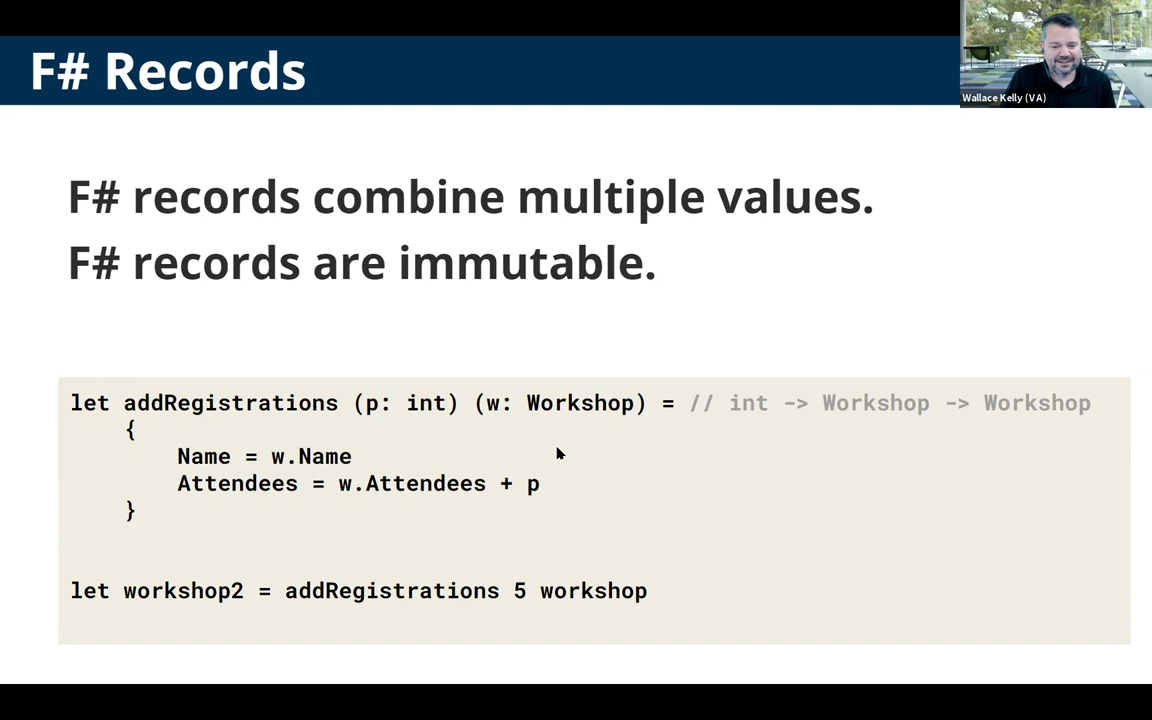 F# Records
Wallace Kelly (VA)
F# records combine multiple values.
F# records are immutable.
let addRegistrations (p: int) (w: Workshop) = // int -> Workshop -> Workshop
    {
        Name = w.Name
        Attendees = w.Attendees + p
    }
let workshop2 = addRegistrations 5 workshop